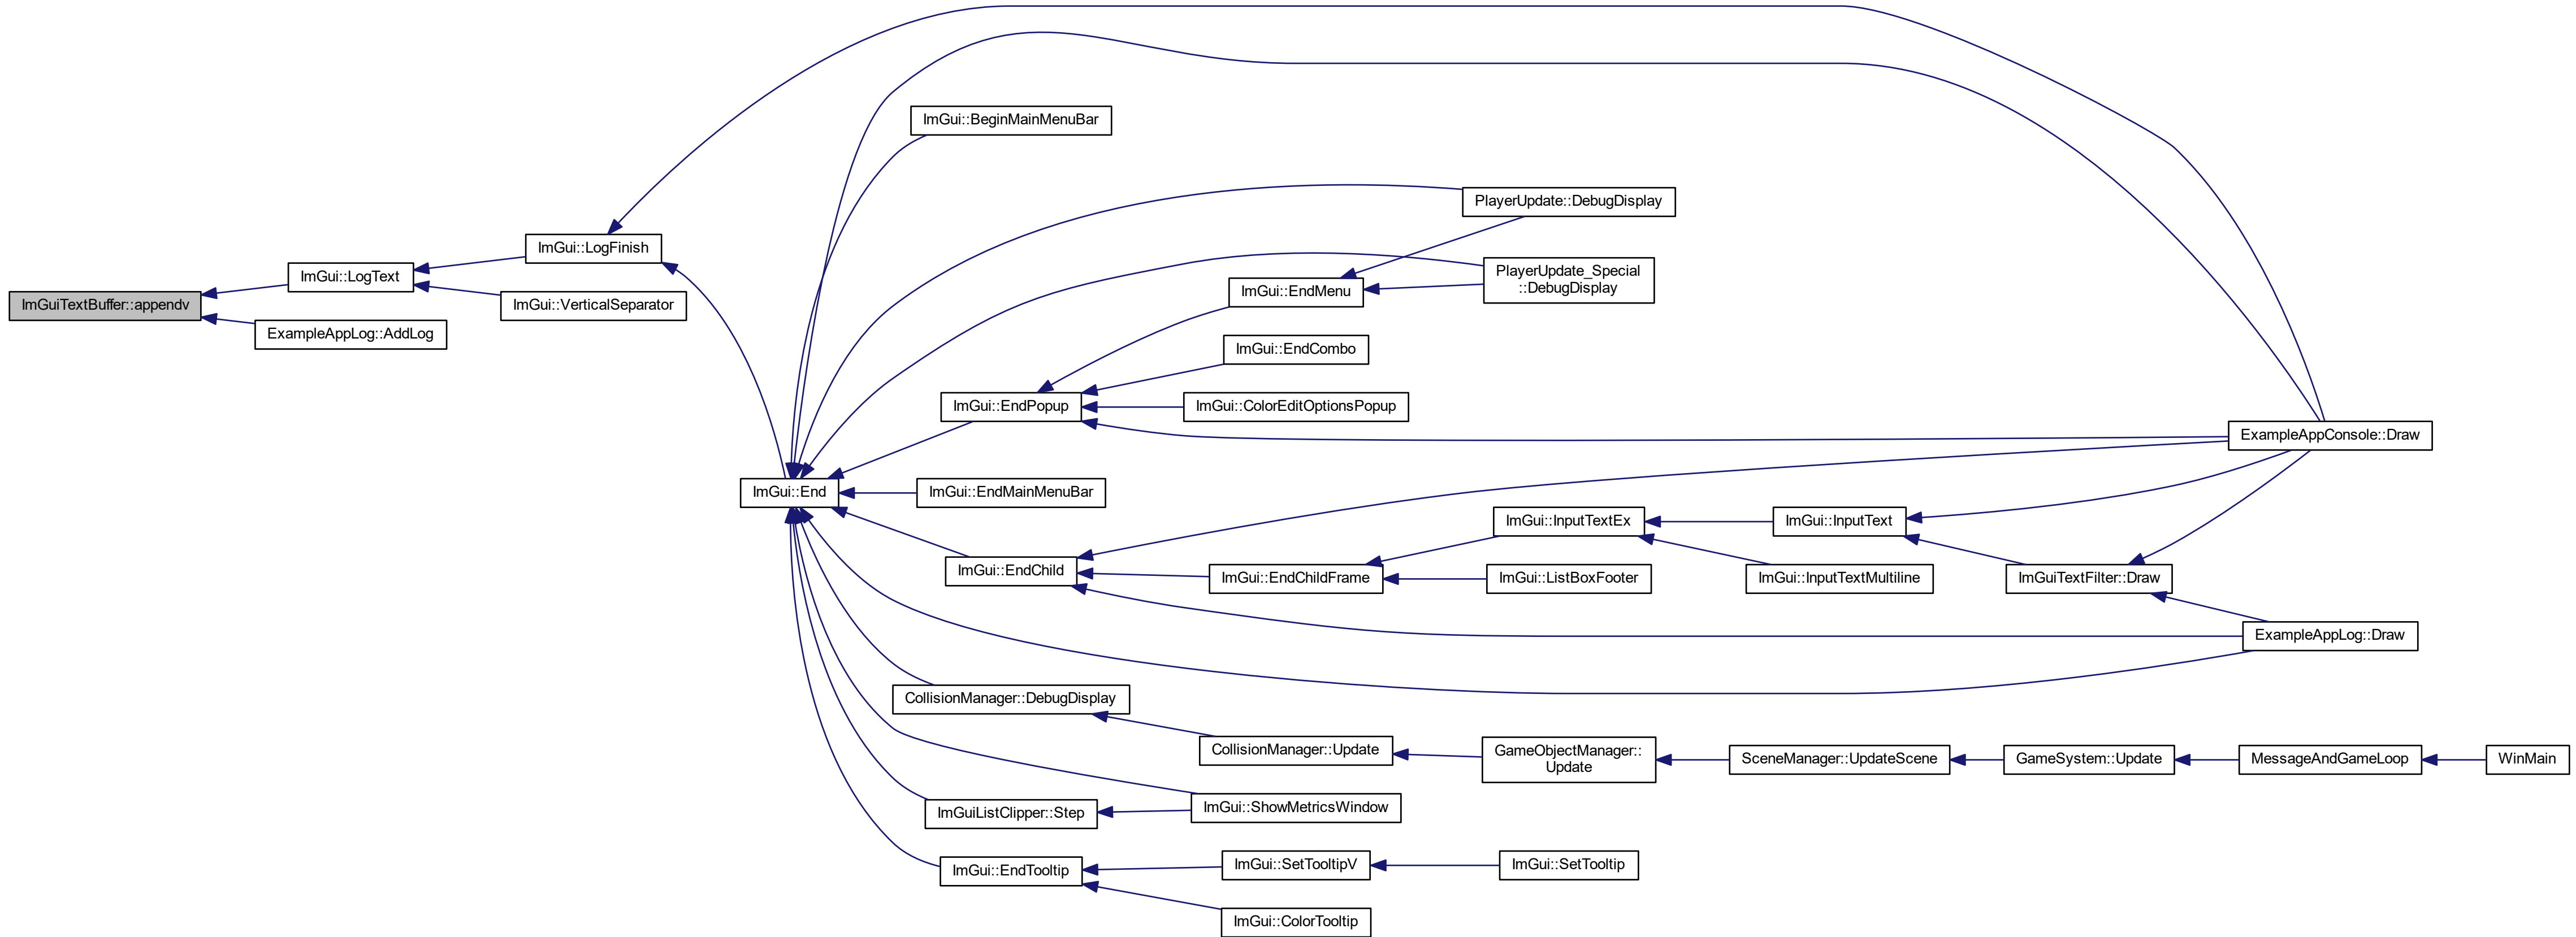 ImGui::BeginMainMenuBar
PlayerUpdate::DebugDisplay
ImGui::LogFinish
ImGui::LogText
PlayerUpdate_Special
::DebugDisplay
ImGui::EndMenu
ImGuiTextBuffer::appendv
ImGui::VerticalSeparator
ExampleAppLog::AddLog
ImGui::EndCombo
ImGui::EndPopup
ImGui::ColorEditOptionsPopup
ExampleAppConsole::Draw
ImGui::End
ImGui::EndMainMenuBar
ImGui::InputTextEx
ImGui::InputText
ImGui::EndChild
ImGui::EndChildFrame
ImGui::ListBoxFooter
ImGui::InputTextMultiline
ImGuiTextFilter::Draw
ExampleAppLog::Draw
CollisionManager::DebugDisplay
CollisionManager::Update
GameObjectManager::
Update
SceneManager::UpdateScene
GameSystem::Update
MessageAndGameLoop
WinMain
ImGui::ShowMetricsWindow
ImGuiListClipper::Step
ImGui::EndTooltip
ImGui::SetTooltipV
ImGui::SetTooltip
ImGui::ColorTooltip